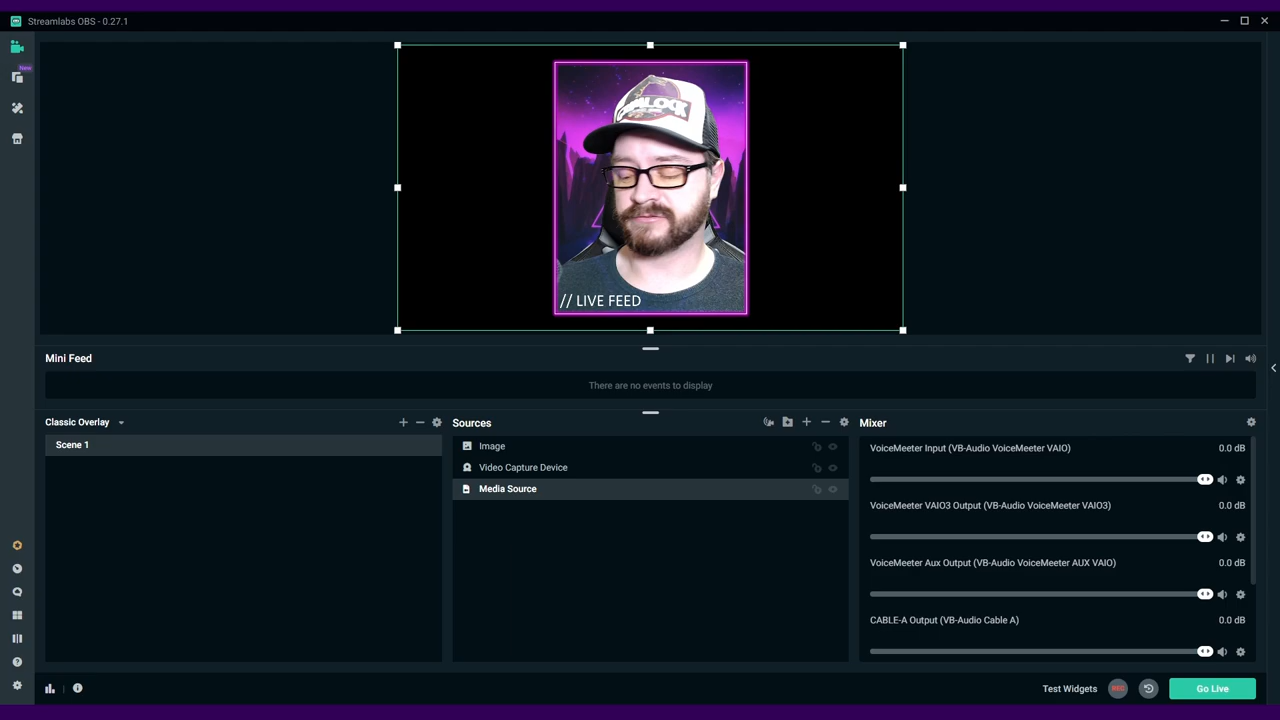 Streamlabs OBS - 0.27.1
New
// LIVE FEED
Mini Feed
There are no events to display
Classic Overlay
Scene 1
Sources
Image
Video Capture Device
Media Source
Mixer
VoiceMeeter Input (VB-Audio VoiceMeeter VAIO) 0.0 dB
VoiceMeeter VAIO3 Output (VB-Audio VoiceMeeter VAIO3) 0.0 dB
VoiceMeeter Aux Output (VB-Audio VoiceMeeter AUX VAIO) 0.0 dB
CABLE-A Output (VB-Audio Cable A) 0.0 dB
Test Widgets
REC
Go Live